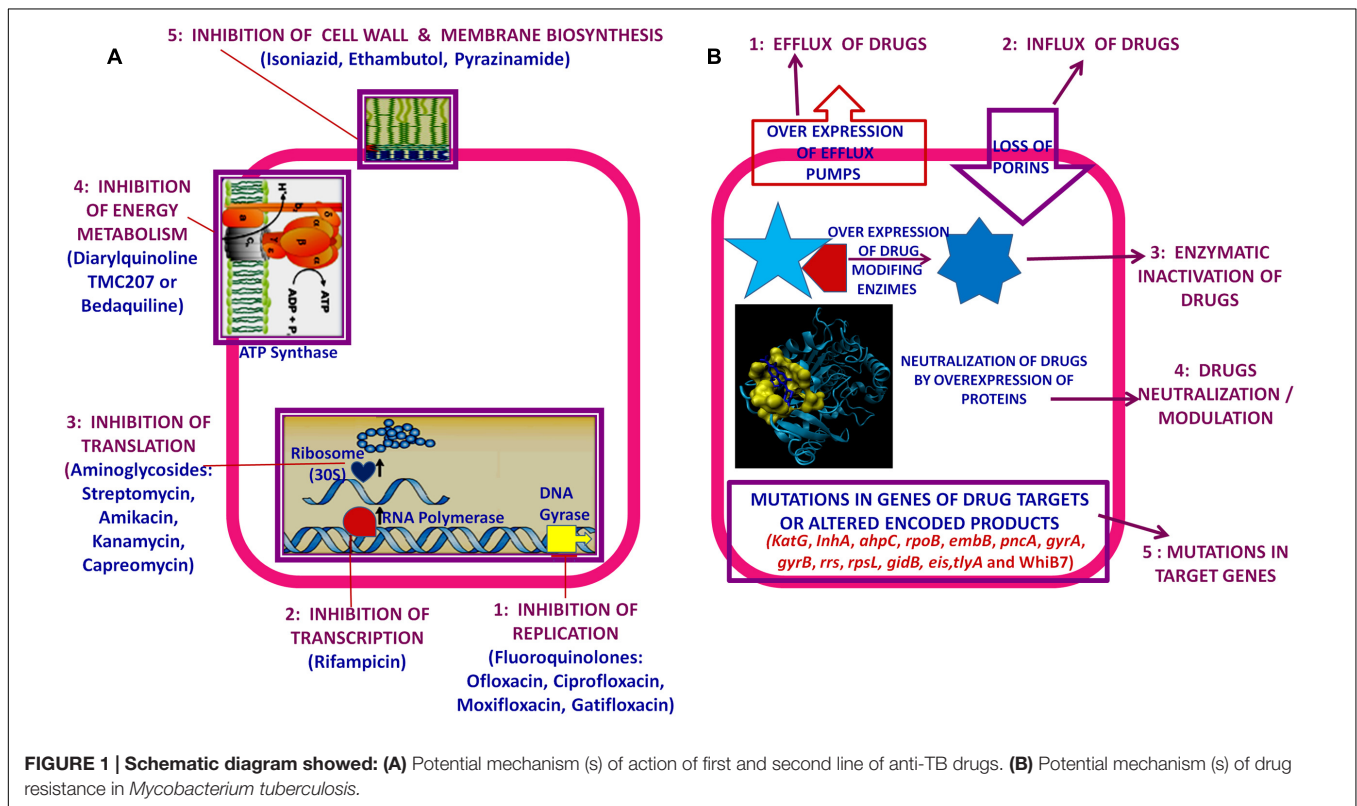 A
5: INHIBITION OF CELL WALL & MEMBRANE BIOSYNTHESIS
(Isoniazid, Ethambutol, Pyrazinamide)
4: INHIBITION
OF ENERGY
METABOLISM
(Diarylquinoline
TMC207 or
Bedaquiline)
H+
b2
a
δ
α
β
γ
ε
α
ATP
ADP + Pi
ATP Synthase
3: INHIBITION OF
TRANSLATION
(Aminoglycosides:
Streptomycin,
Amikacin,
Kanamycin,
Capreomycin)
Ribosome
(30S)
RNA Polymerase
DNA
Gyrase
2: INHIBITION OF
TRANSCRIPTION
(Rifampicin)
1: INHIBITION OF
REPLICATION
(Fluoroquinolones:
Ofloxacin, Ciprofloxacin,
Moxifloxacin, Gatifloxacin)
B
1: EFFLUX OF DRUGS
2: INFLUX OF DRUGS
OVER EXPRESSION
OF EFFLUX
PUMPS
LOSS OF
PORINS
OVER EXPRESSION
OF DRUG
MODIFING
ENZIMES
3: ENZYMATIC
INACTIVATION OF
DRUGS
NEUTRALIZATION OF DRUGS
BY OVEREXPRESSION OF
PROTEINS
4: DRUGS
NEUTRALIZATION /
MODULATION
MUTATIONS IN GENES OF DRUG TARGETS
OR ALTERED ENCODED PRODUCTS
(KatG, InhA, ahpC, rpoB, embB, pncA, gyrA,
gyrB, rrs, rpsL, gidB, eis,tlyA and WhiB7)
5 : MUTATIONS IN
TARGET GENES
FIGURE 1 | Schematic diagram showed: (A) Potential mechanism (s) of action of first and second line of anti-TB drugs. (B) Potential mechanism (s) of drug
resistance in Mycobacterium tuberculosis.